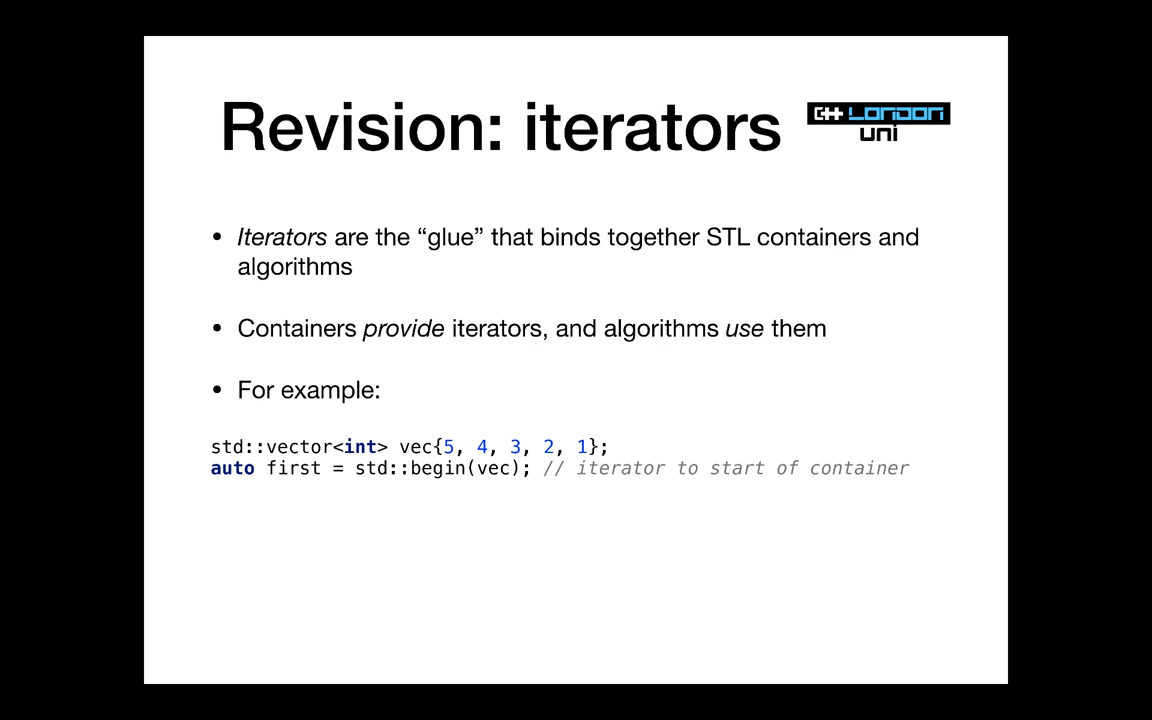 Revision: iterators
C++ London
uni
• Iterators are the “glue” that binds together STL containers and
algorithms
• Containers provide iterators, and algorithms use them
• For example:
std::vector<int> vec{5, 4, 3, 2, 1};
auto first = std::begin(vec); // iterator to start of container